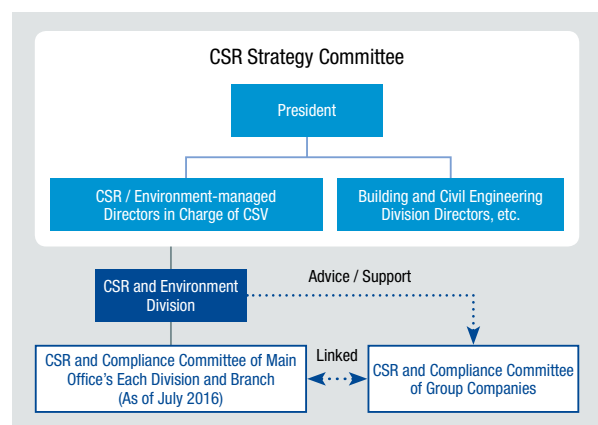 CSR Strategy Committee
President
CSR / Environment-managed
Directors in Charge of CSV
Building and Civil Engineering
Division Directors, etc.
CSR and Environment
Division
Advice / Support
CSR and Compliance Committee of Main
Office's Each Division and Branch
(As of July 2016)
Linked
CSR and Compliance Committee
of Group Companies